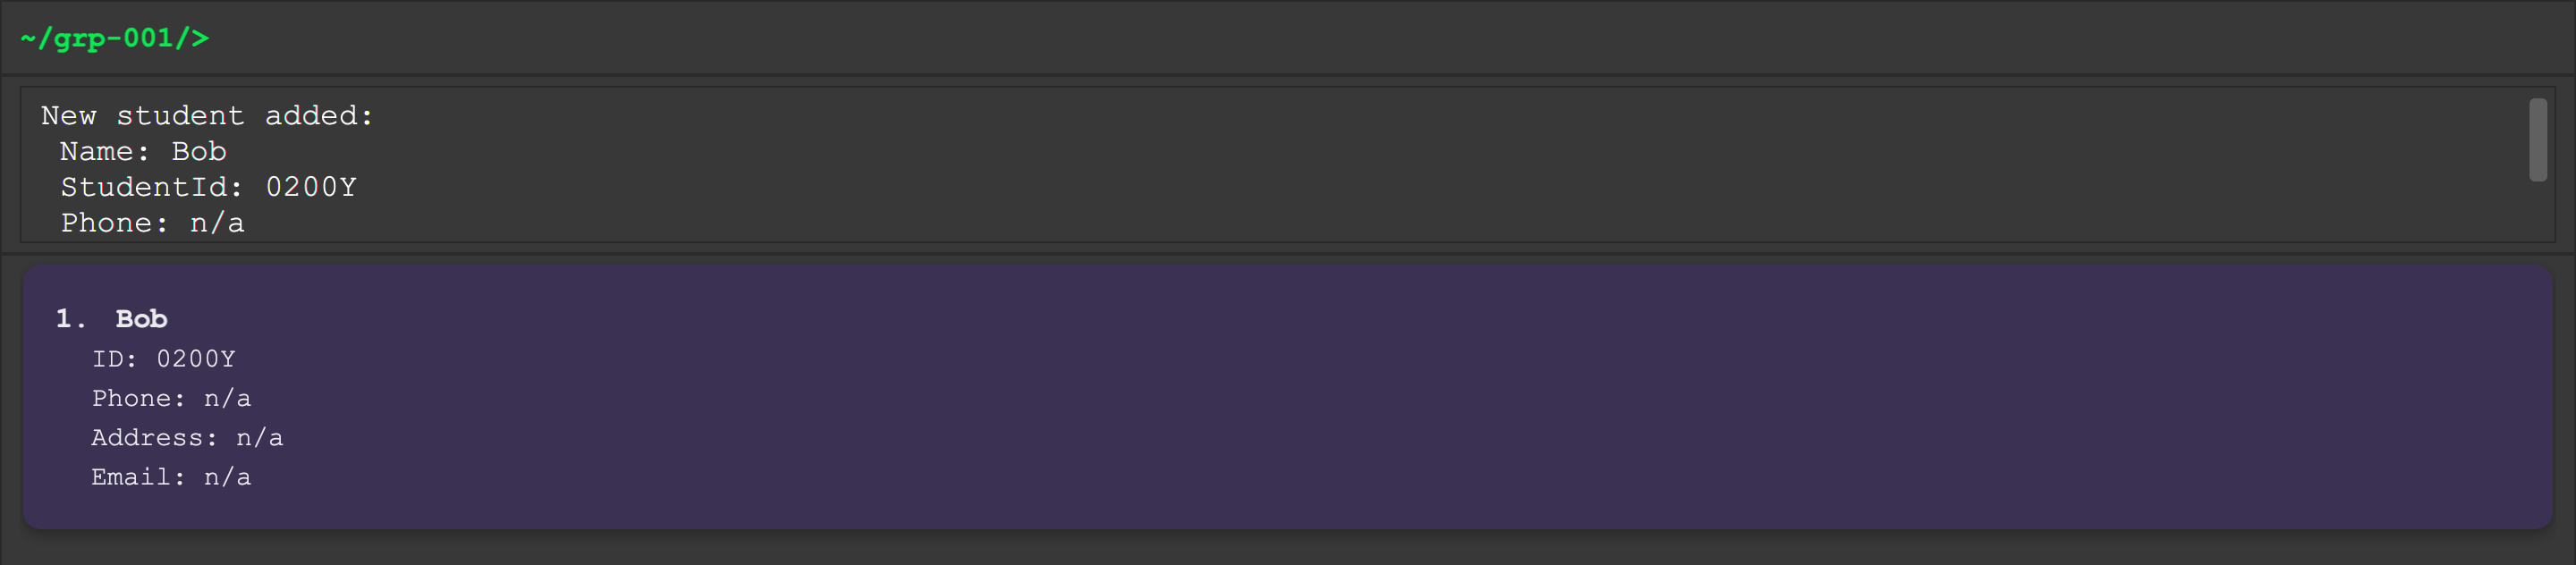 ~/grp-001/>
New student added:
Name: Bob
StudentId: 0200Y
Phone: n/a
1. Bob
ID: 0200Y
Phone: n/a
Address: n/a
Email: n/a